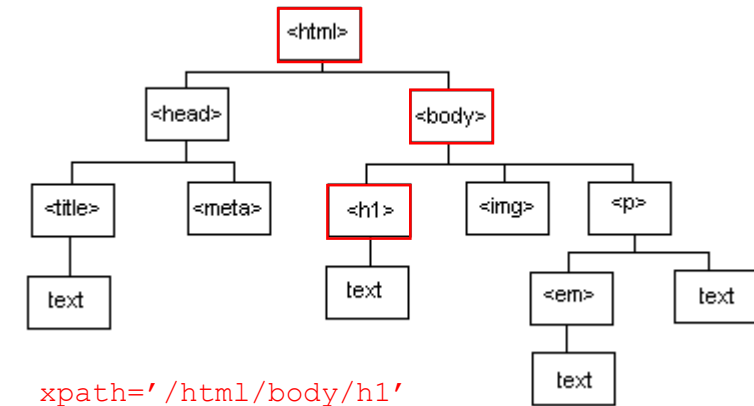 <html>
<head> <body>
<title> <meta> <h1> <img> <p>
text text <em> text
text
xpath=’/html/body/h1’